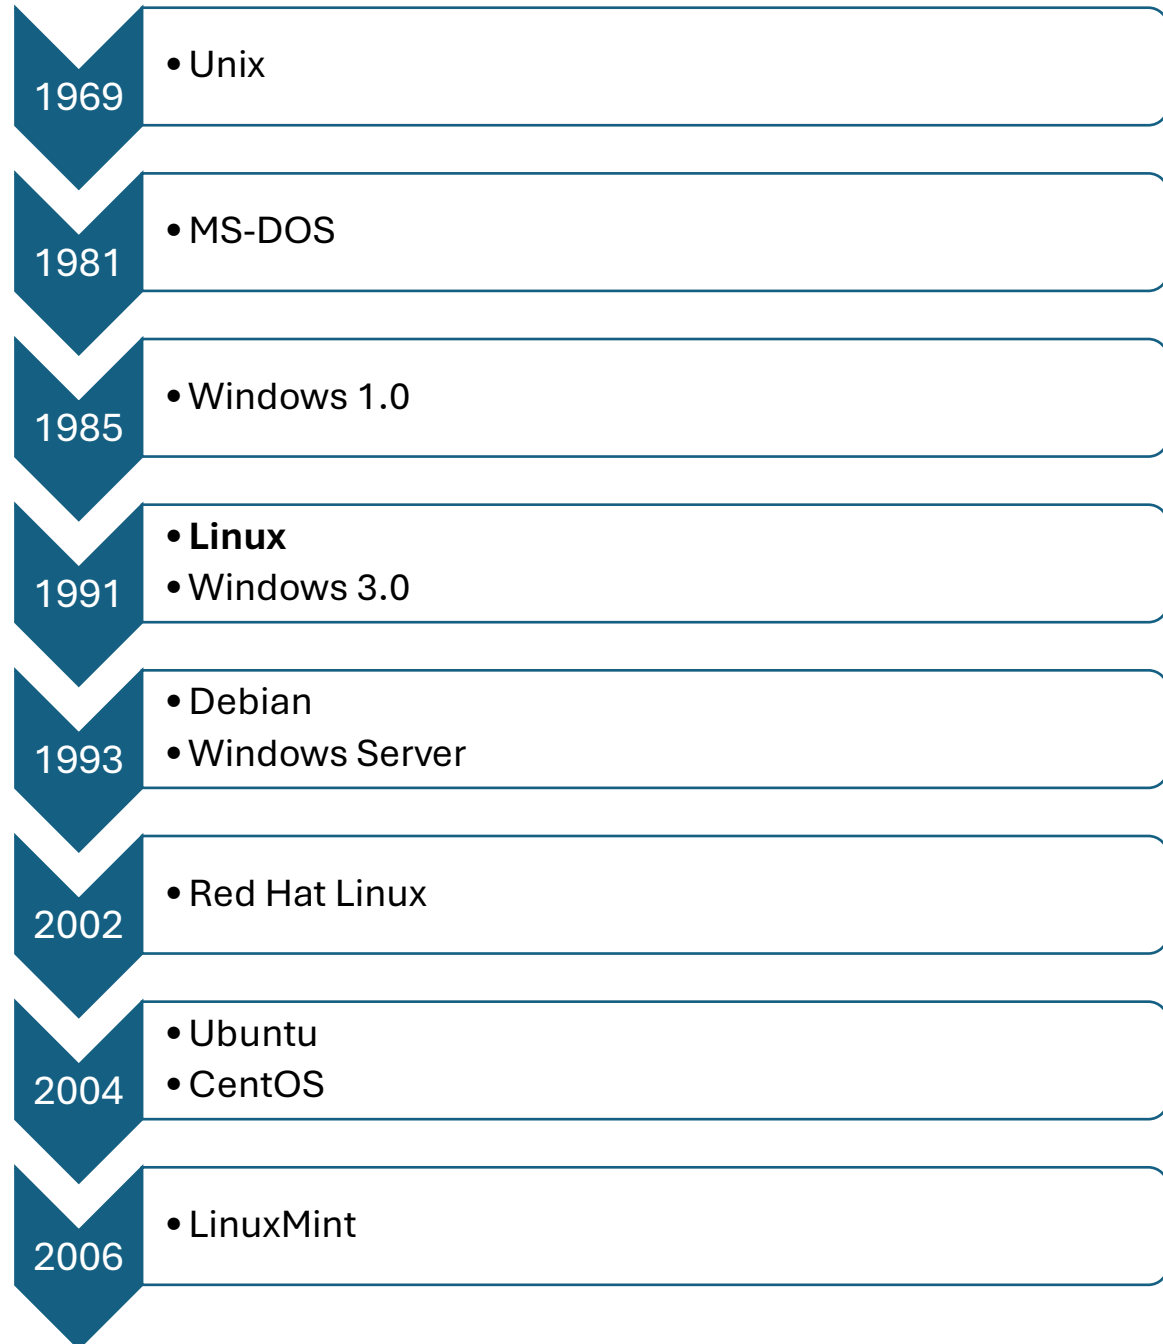 1969
• Unix
1981
• MS-DOS
1985
• Windows 1.0
1991
• Linux
• Windows 3.0
1993
• Debian
• Windows Server
2002
• Red Hat Linux
2004
• Ubuntu
• CentOS
2006
• LinuxMint